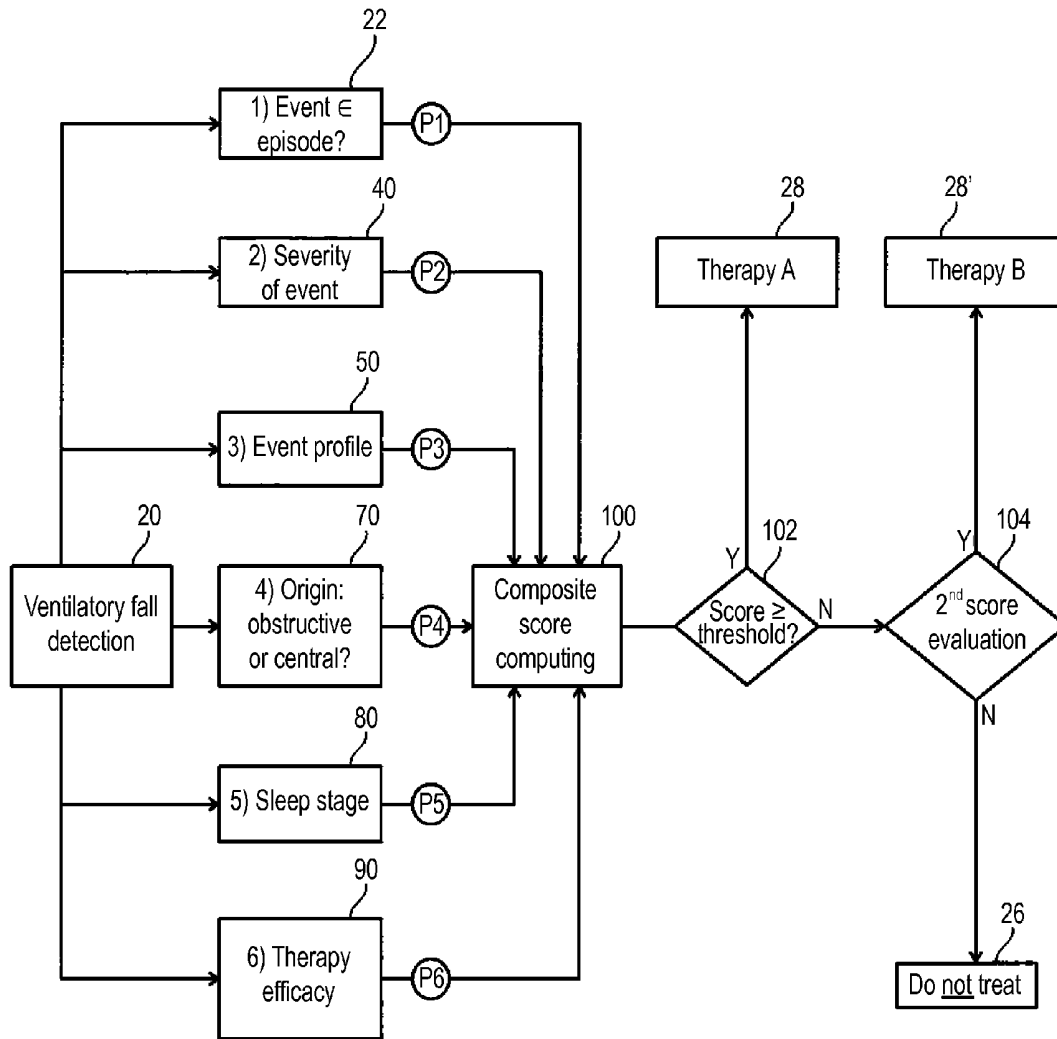 22
1) Event ∈
episode?
P1
40
2) Severity
of event
P2
28
Therapy A
28'
Therapy B
50
3) Event profile
P3
20
Ventilatory fall
detection
70
4) Origin:
obstructive
or central?
P4
100
Composite
score
computing
102
Y
Score ≥
threshold?
N
104
Y
2nd score
evaluation
N
80
5) Sleep stage
P5
90
6) Therapy
efficacy
P6
26
Do not treat